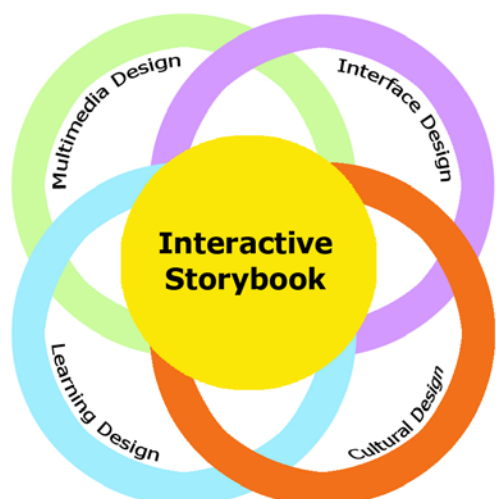 Multimedia Design
Interface Design
Interactive
Storybook
Learning Design
Cultural Design